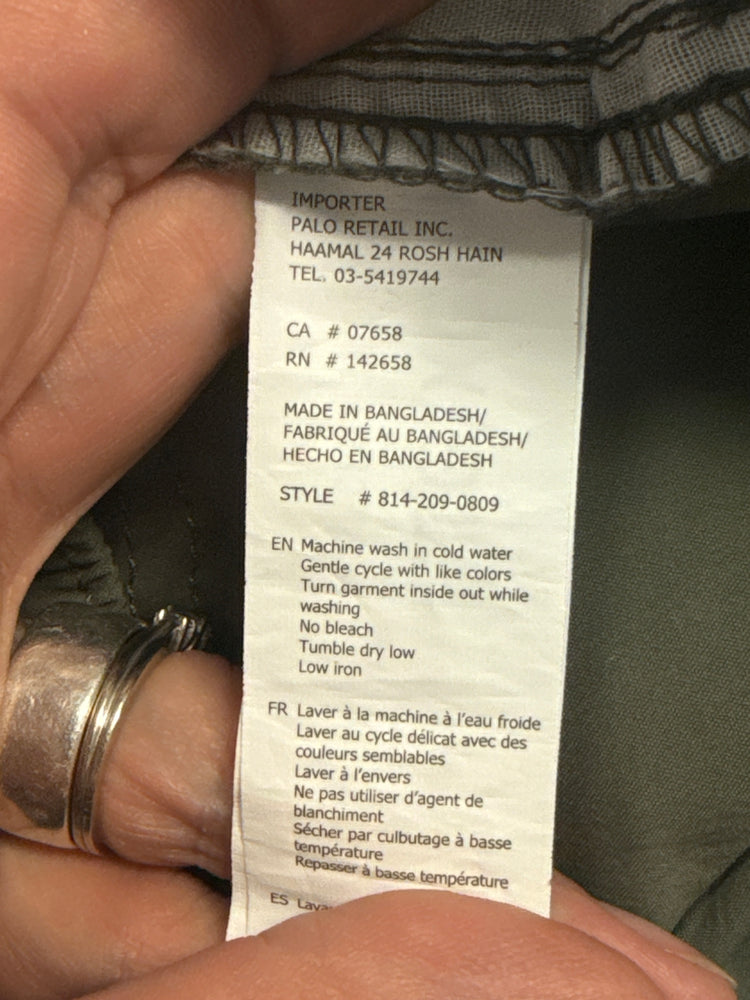 IMPORTER
PALO RETAIL INC.
HAAMAL 24 ROSH HAIN
TEL. 03-5419744
CA # 07658
RN # 142658
MADE IN BANGLADESH/
FABRIQUÉ AU BANGLADESH/
HECHO EN BANGLADESH
STYLE # 814-209-0809
EN Machine wash in cold water
Gentle cycle with like colors
Turn garment inside out while
washing
No bleach
Tumble dry low
Low iron
FR Laver à la machine à l'eau froide
Laver au cycle délicat avec des
couleurs semblables
Laver à l'envers
Ne pas utiliser d'agent de
blanchiment
Sécher par culbutage à basse
température
Repasser à basse température
ES